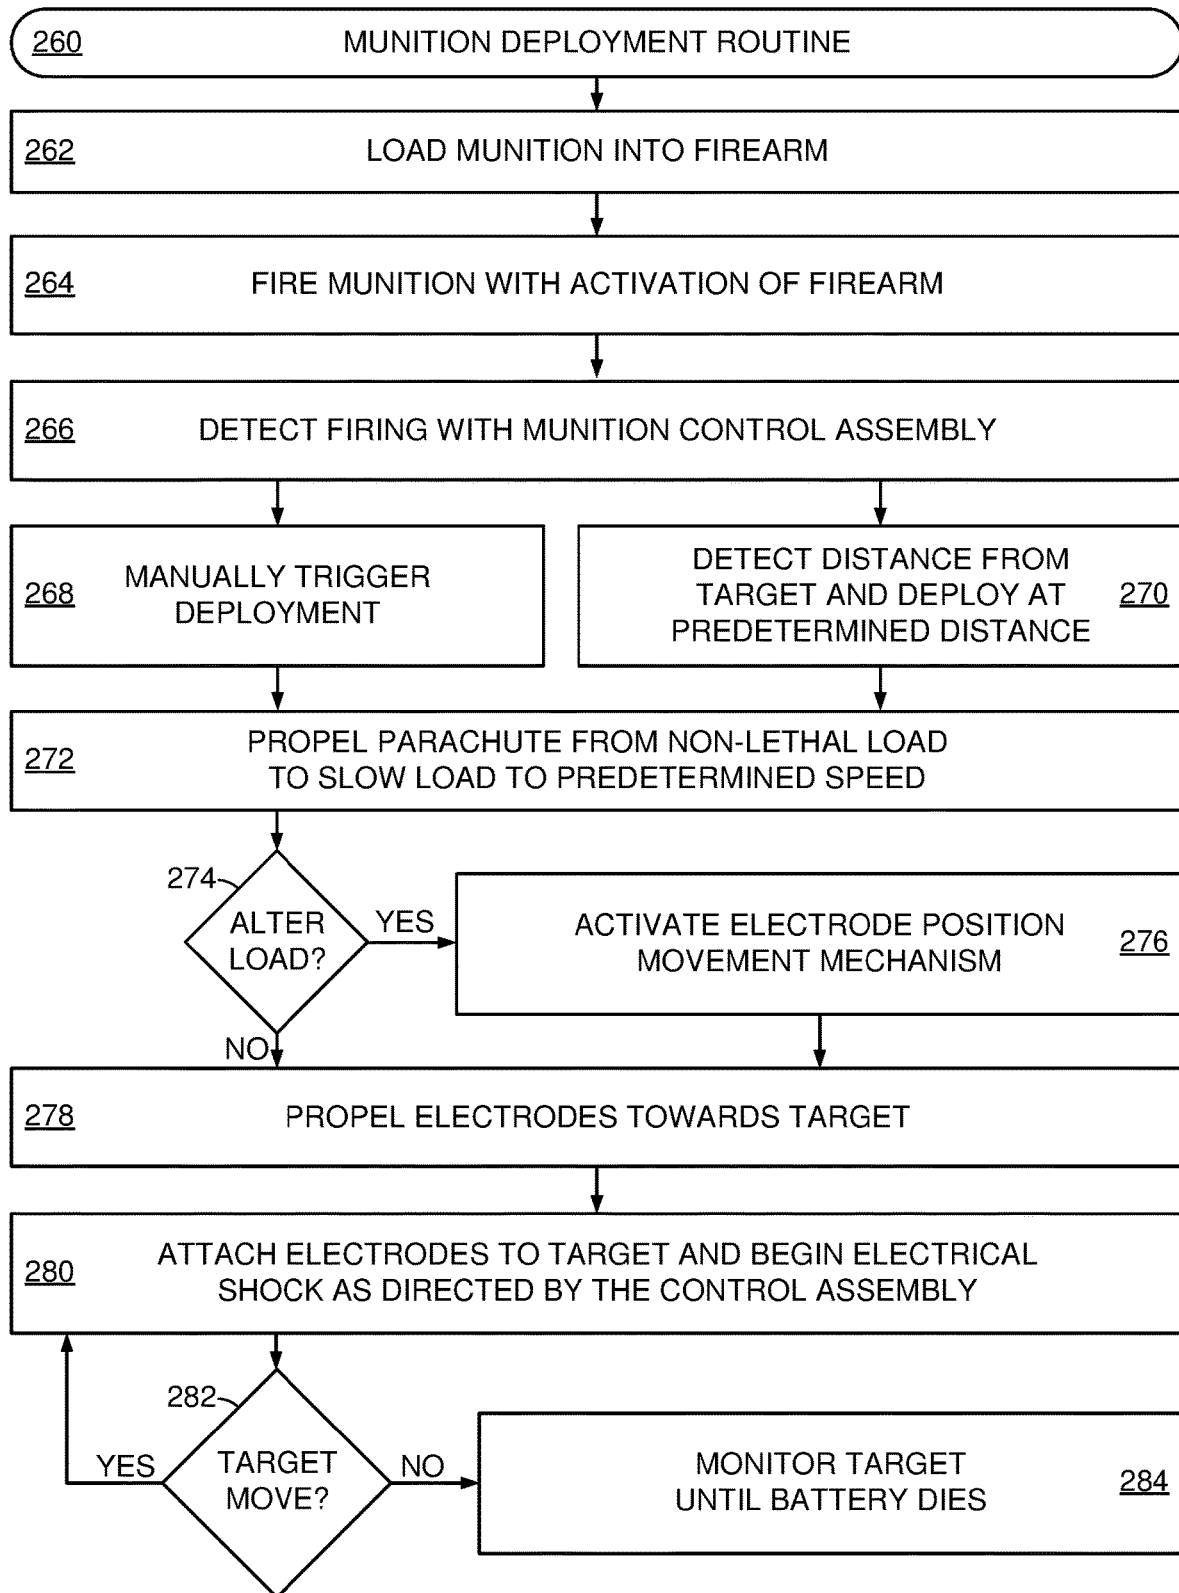 260 MUNITION DEPLOYMENT ROUTINE
262 LOAD MUNITION INTO FIREARM
264 FIRE MUNITION WITH ACTIVATION OF FIREARM
266 DETECT FIRING WITH MUNITION CONTROL ASSEMBLY
268
MANUALLY TRIGGER
DEPLOYMENT
DETECT DISTANCE FROM
TARGET AND DEPLOY AT
PREDETERMINED DISTANCE
270
272
PROPEL PARACHUTE FROM NON-LETHAL LOAD
TO SLOW LOAD TO PREDETERMINED SPEED
274
ALTER
LOAD?
YES
ACTIVATE ELECTRODE POSITION
MOVEMENT MECHANISM
276
NO
278 PROPEL ELECTRODES TOWARDS TARGET
280
ATTACH ELECTRODES TO TARGET AND BEGIN ELECTRICAL
SHOCK AS DIRECTED BY THE CONTROL ASSEMBLY
282
YES
TARGET
MOVE?
NO
MONITOR TARGET
UNTIL BATTERY DIES
284